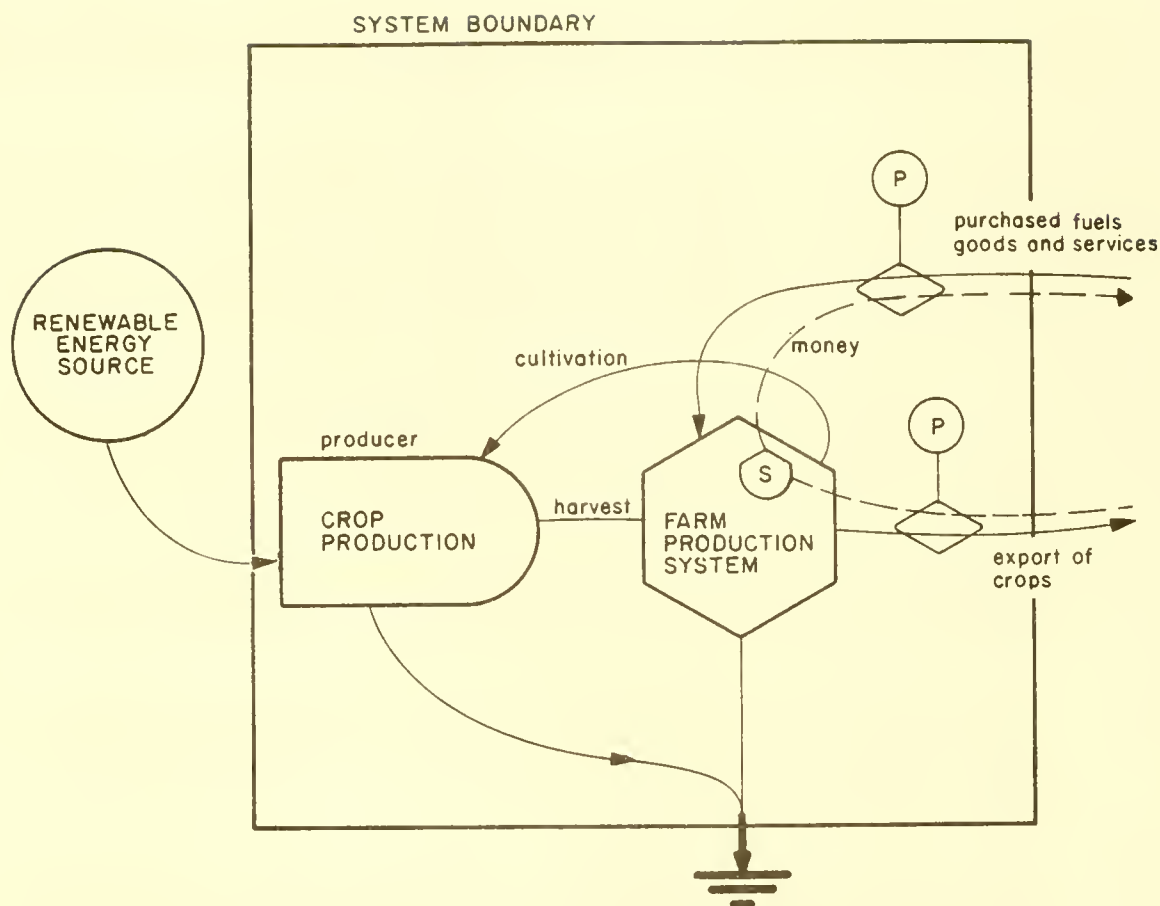 SYSTEM BOUNDARY
P
purchased fuels
goods and services
RENEWABLE
ENERGY
SOURCE
money
cultivation
P
producer
S
harvest
CROP
PRODUCTION
FARM
PRODUCTION
SYSTEM
export of
crops